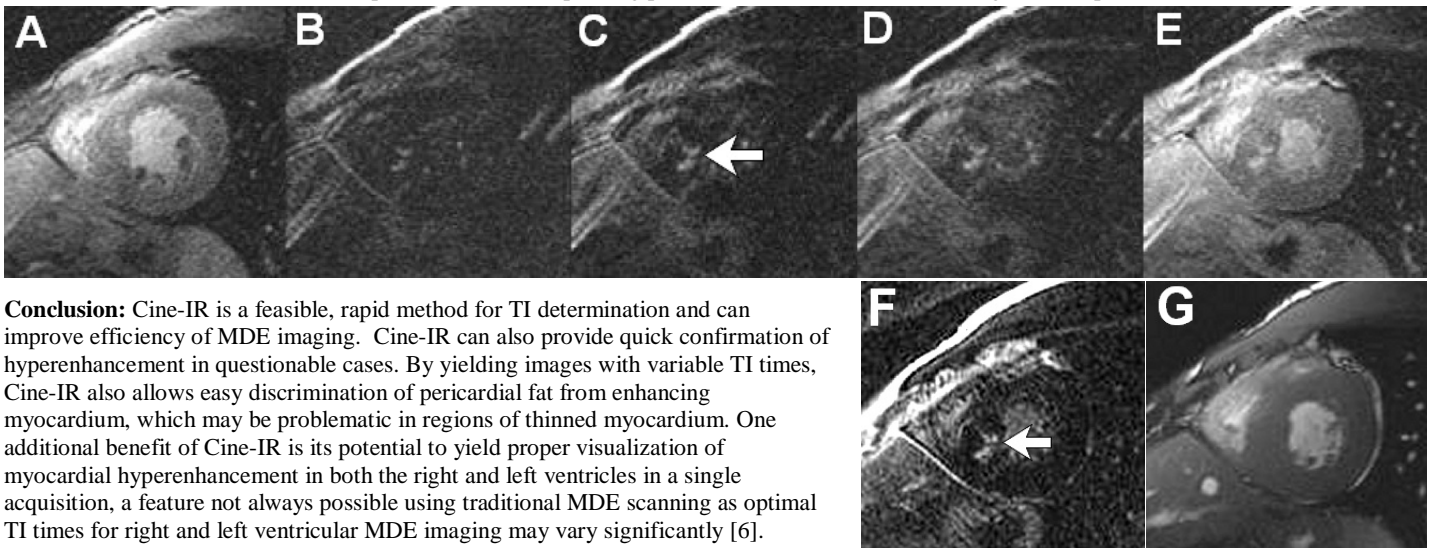 A B C D E
Conclusion: Cine-IR is a feasible, rapid method for TI determination and can
improve efficiency of MDE imaging.  Cine-IR can also provide quick confirmation of
hyperenhancement in questionable cases. By yielding images with variable TI times,
Cine-IR also allows easy discrimination of pericardial fat from enhancing
myocardium, which may be problematic in regions of thinned myocardium. One
additional benefit of Cine-IR is its potential to yield proper visualization of
myocardial hyperenhancement in both the right and left ventricles in a single
acquisition, a feature not always possible using traditional MDE scanning as optimal
TI times for right and left ventricular MDE imaging may vary significantly [6].
F G